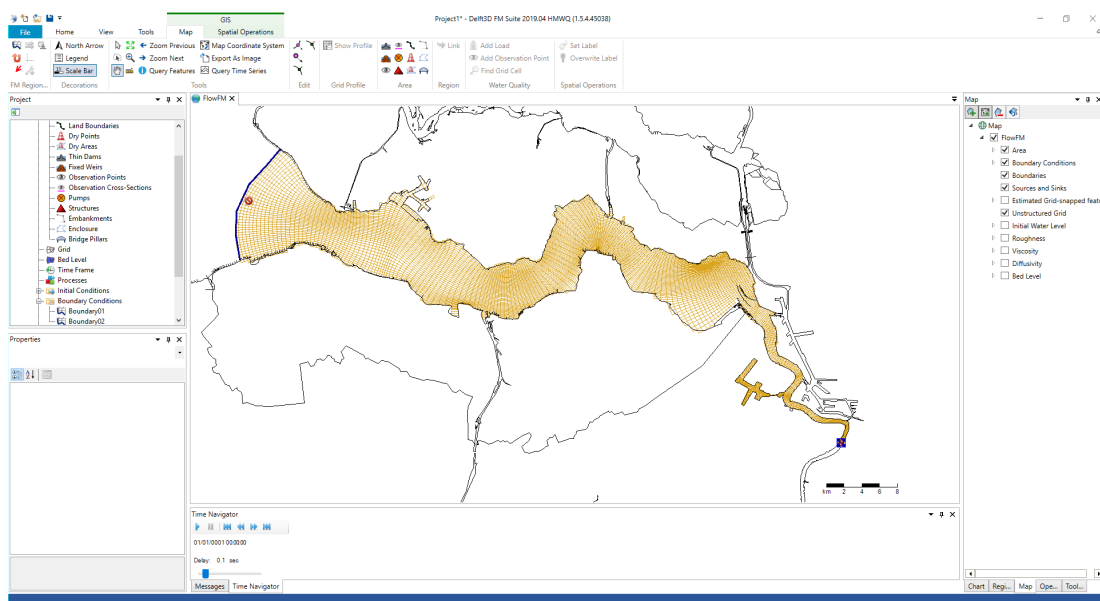 GIS
Project1* - Delft3D FM Suite 2019.04 HMWQ (1.5.4.45038)
File Home View Tools Map Spatial Operations
North Arrow
Legend
Scale Bar
Zoom Previous
Zoom Next
Query Features
Map Coordinate System
Export As Image
Query Time Series
Show Profile
Link
Add Load
Add Observation Point
Find Grid Cell
Set Label
Overwrite Label
FM Region... Decorations Tools Edit Grid Profile Area Region Water Quality Spatial Operations
Project
Land Boundaries
Dry Points
Dry Areas
Thin Dams
Fixed Weirs
Observation Points
Observation Cross-Sections
Pumps
Structures
Embankments
Enclosure
Bridge Pillars
Grid
Bed Level
Time Frame
Processes
Initial Conditions
Boundary Conditions
Boundary01
Boundary02
Properties
FlowFM
km 2 4 6 8
Time Navigator
01/01/0001 00:00:00
Delay: 0.1 sec
Messages Time Navigator
Map
Map
FlowFM
Area
Boundary Conditions
Boundaries
Sources and Sinks
Estimated Grid-snapped featu
Unstructured Grid
Initial Water Level
Roughness
Viscosity
Diffusivity
Bed Level
Chart Regi... Map Ope... Tool...